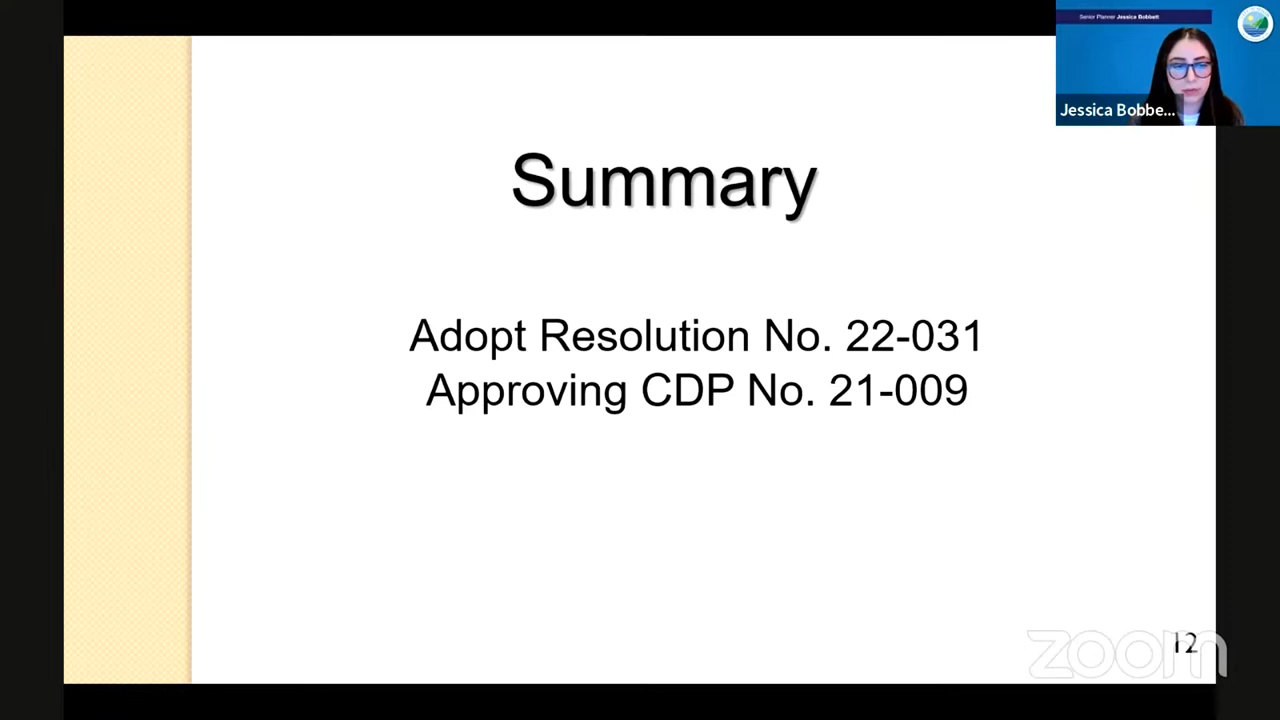 Senior Planner Jessica Bobbett
Jessica Bobbe...
Summary
Adopt Resolution No. 22-031
Approving CDP No. 21-009
12
zoom